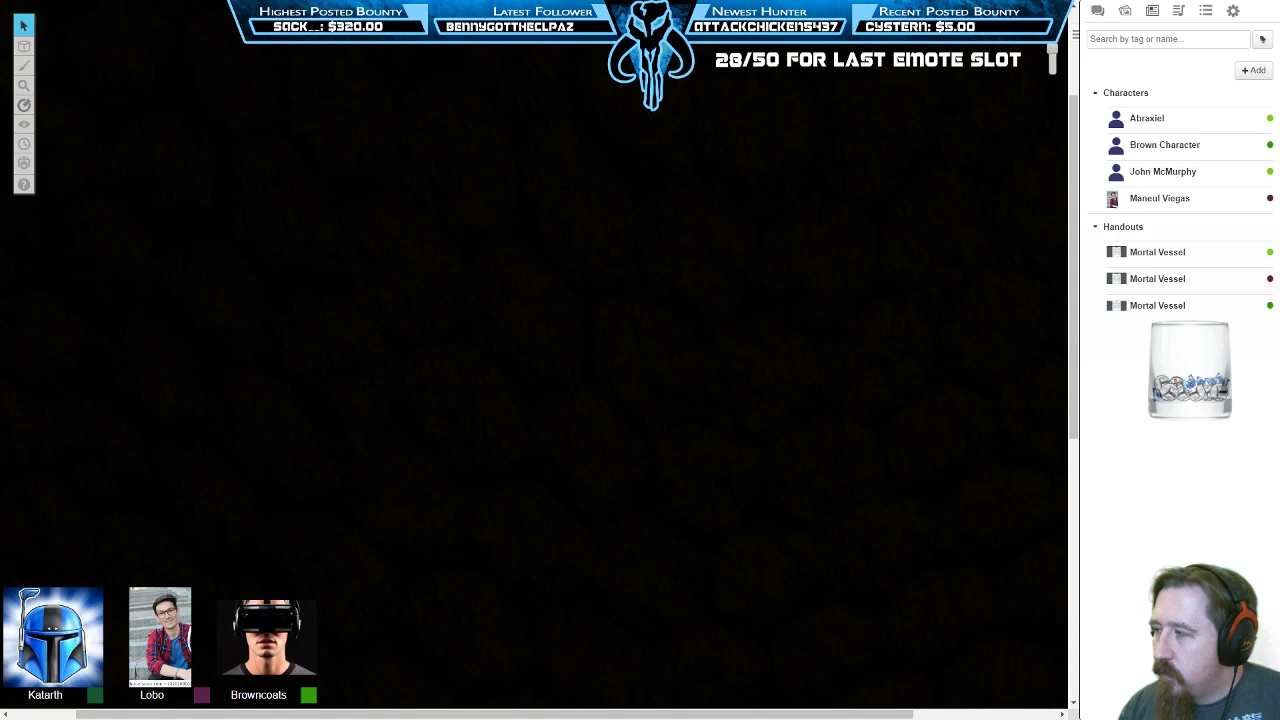 Highest Posted Bounty
sack__: $320.00
Latest Follower
bennygottheclpaz
Newest Hunter
attackchicken5437
Recent Posted Bounty
cystern: $5.00
28/50 for last emote slot
Search by tag or name...
+ Add
Characters
Abraxiel
Brown Character
John McMurphy
Maneul Viegas
Handouts
Mortal Vessel
Mortal Vessel
Mortal Vessel
Katarth
Lobo
Browncoats